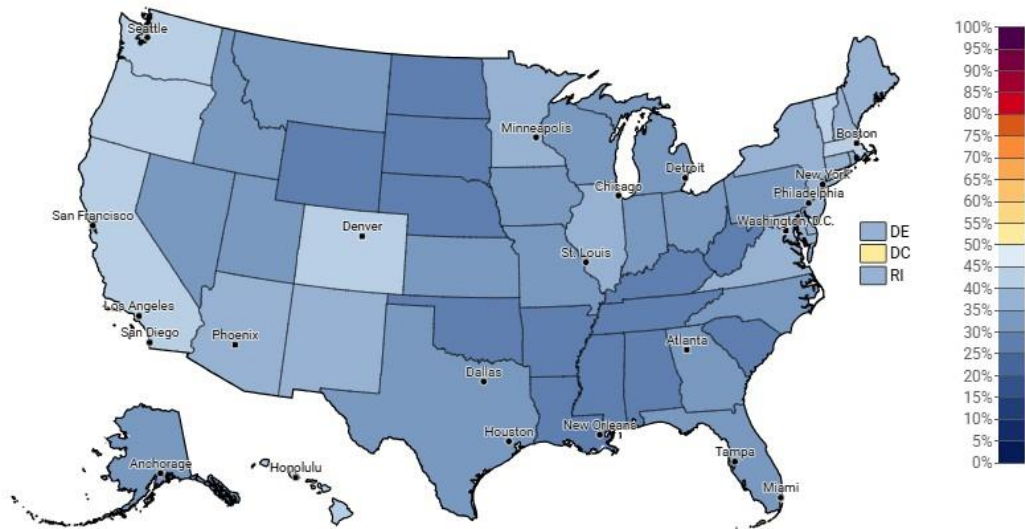 Seattle
Minneapolis
Boston
Detroit
New York
Chicago
Philadelphia
San Francisco
Denver
Washington, D.C.
St. Louis
Los Angeles
San Diego
Phoenix
Atlanta
Dallas
Houston
New Orleans
Tampa
Anchorage
Honolulu
Miami
DE
DC
RI
100%
95%
90%
85%
80%
75%
70%
65%
60%
55%
50%
45%
40%
35%
30%
25%
20%
15%
10%
5%
0%